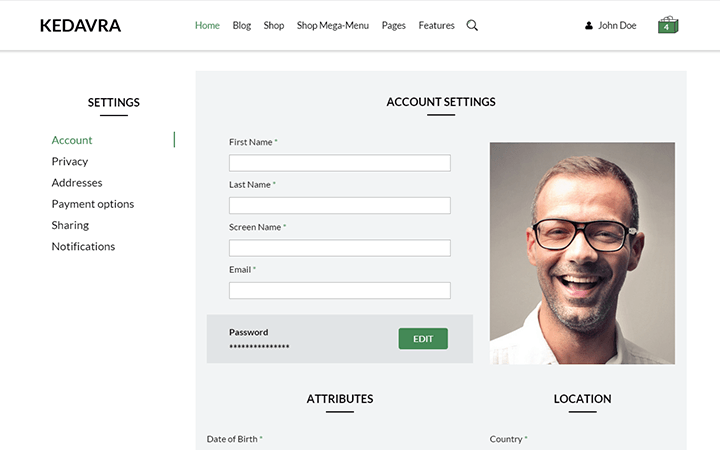 KEDAVRA
Home Blog Shop Shop Mega-Menu Pages Features John Doe 4
SETTINGS
Account
Privacy
Addresses
Payment options
Sharing
Notifications
ACCOUNT SETTINGS
First Name *
Last Name *
Screen Name *
Email *
Password
***************
EDIT
ATTRIBUTES
Date of Birth *
LOCATION
Country *